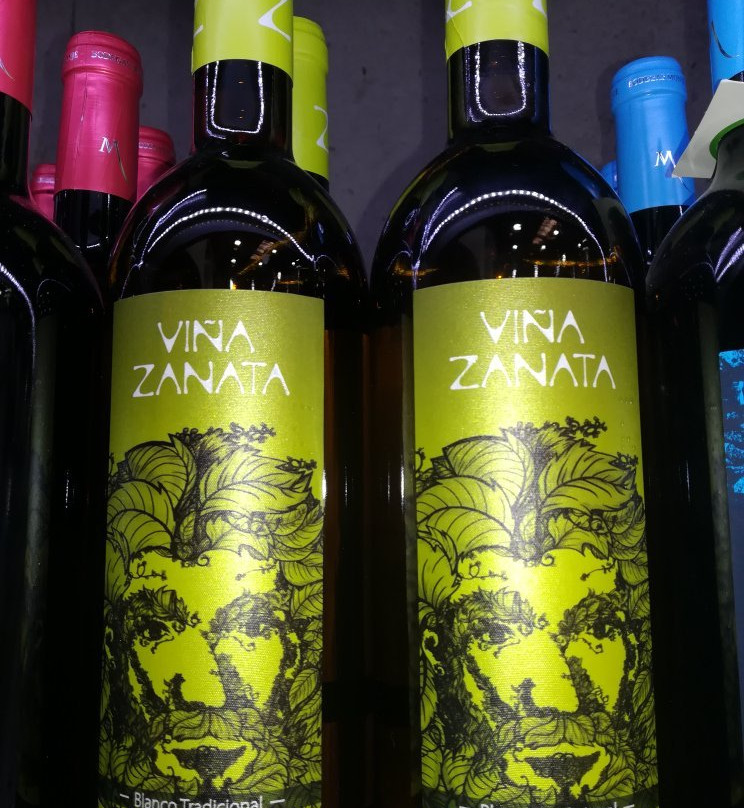 M
Z
VIÑA
ZANATA
— Blanco Tradicional —
VIÑA
ZANATA
M